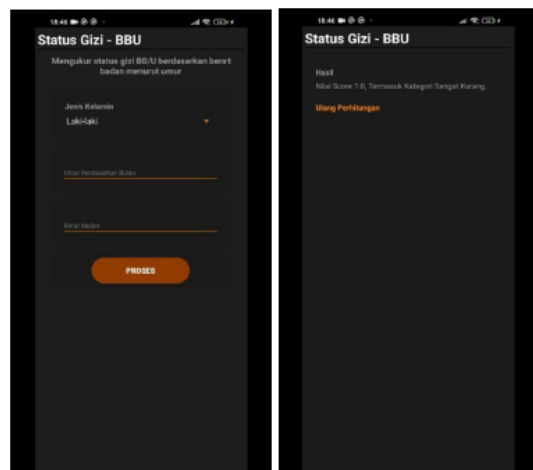 18:46
Status Gizi - BBU
Mengukur status gizi BB/U berdasarkan berat
badan menurut umur
Jenis Kelamin
Laki-laki
Umur Berdasarkan Bulan
Berat Badan
PROSES
18:46
Status Gizi - BBU
Hasil
Nilai Score 1.0, Termasuk Kategori Sangat Kurang.
Ulang Perhitungan